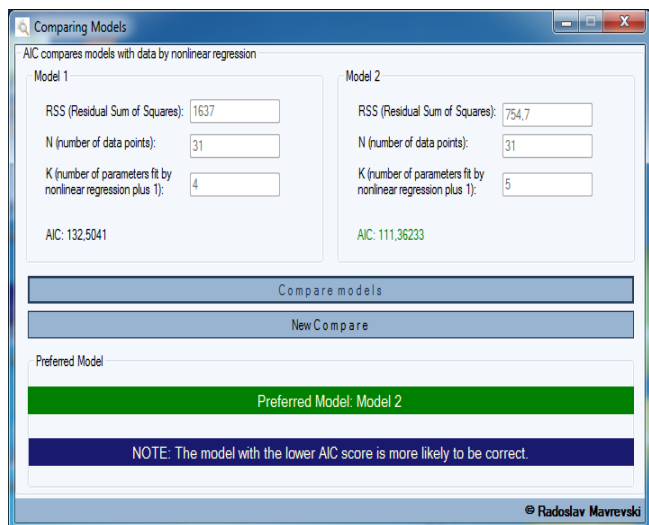 Comparing Models
AIC compares models with data by nonlinear regression
Model 1
RSS (Residual Sum of Squares): 1637
N (number of data points): 31
K (number of parameters fit by
nonlinear regression plus 1): 4
AIC: 132,5041
Model 2
RSS (Residual Sum of Squares): 754,7
N (number of data points): 31
K (number of parameters fit by
nonlinear regression plus 1): 5
AIC: 111,36233
Compare models
New Compare
Preferred Model
Preferred Model: Model 2
NOTE: The model with the lower AIC score is more likely to be correct.
© Radoslav Mavrevski